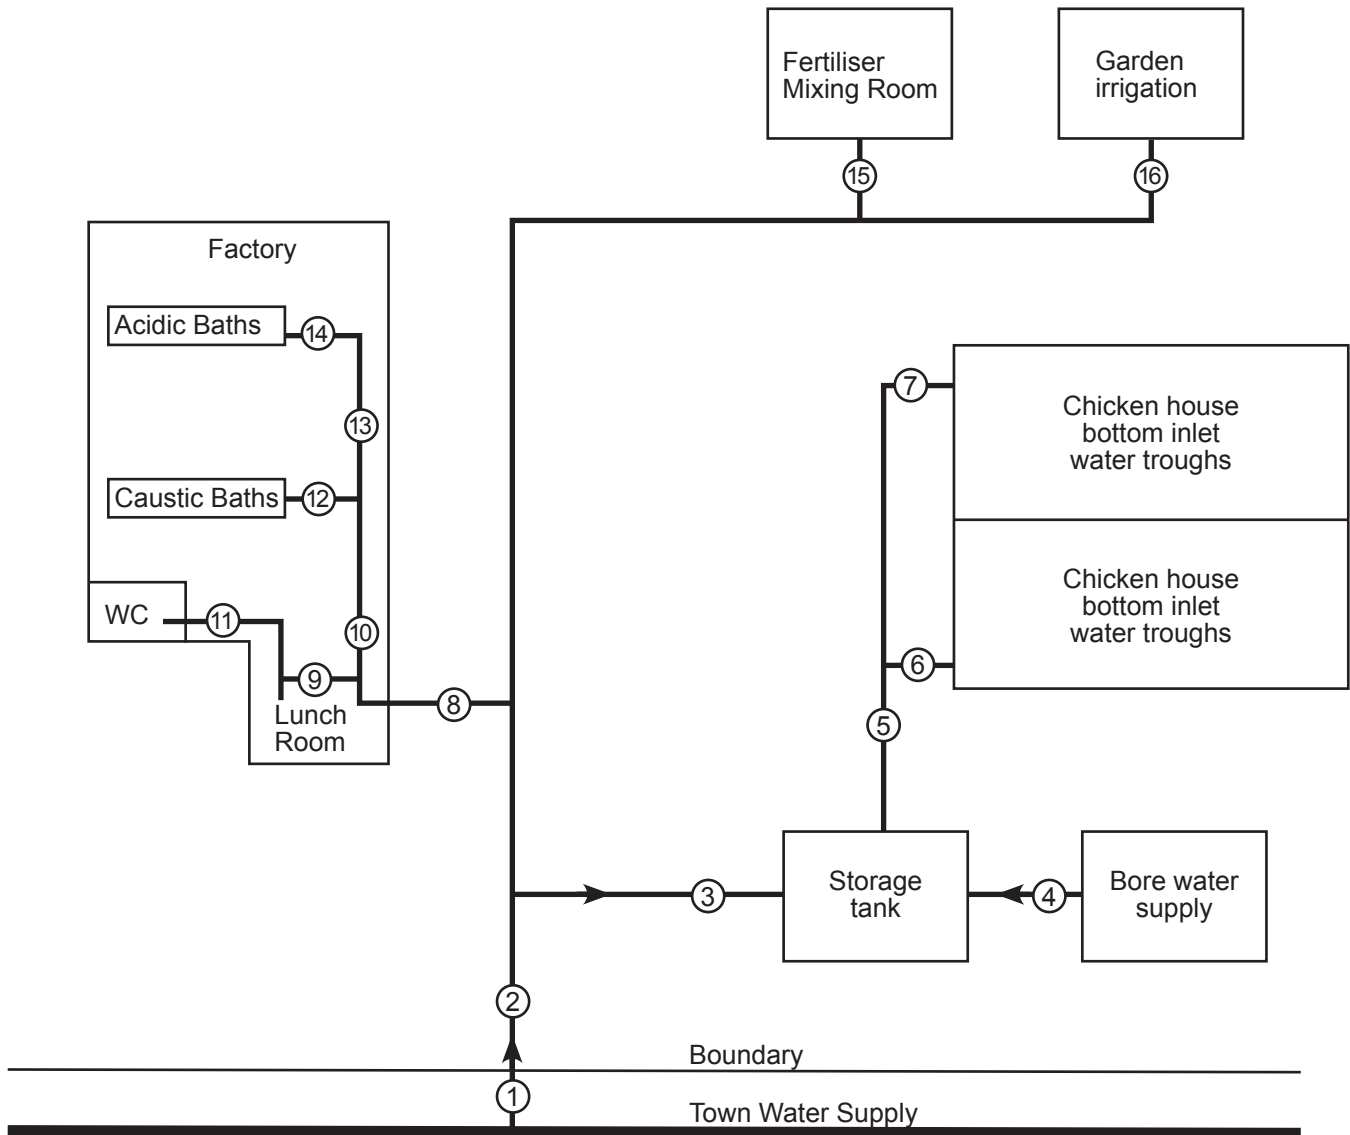 Fertiliser
Mixing Room
Garden
irrigation
15
16
Factory
Acidic Baths
14
13
Caustic Baths
12
WC
11
10
9
Lunch
Room
8
7
Chicken house
bottom inlet
water troughs
Chicken house
bottom inlet
water troughs
6
5
3
Storage
tank
4
Bore water
supply
2
Boundary
1
Town Water Supply